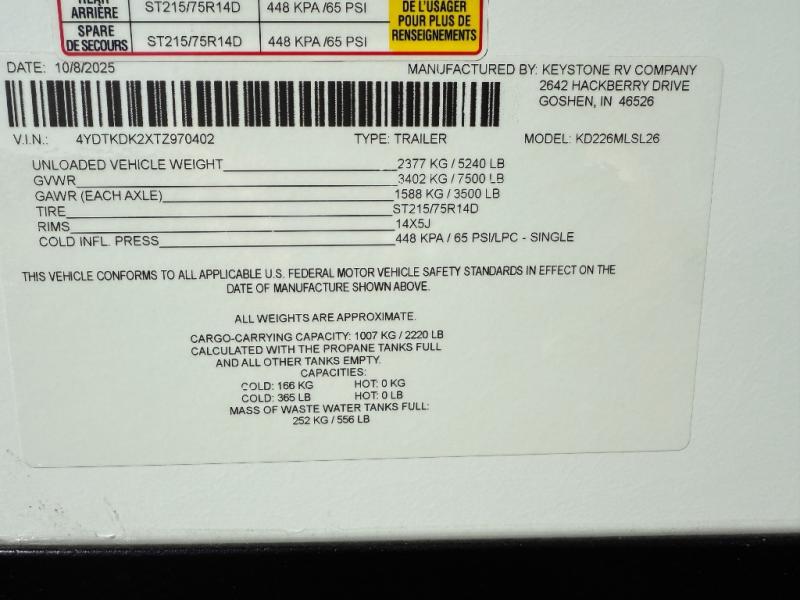 REAR
ARRIÈRE ST215/75R14D 448 KPA /65 PSI
SPARE
DE SECOURS ST215/75R14D 448 KPA /65 PSI
DE L'USAGER
POUR PLUS DE
RENSEIGNEMENTS
DATE: 10/8/2025 MANUFACTURED BY: KEYSTONE RV COMPANY
2642 HACKBERRY DRIVE
GOSHEN, IN 46526
V.I.N.: 4YDTKDK2XTZ970402 TYPE: TRAILER MODEL: KD226MLSL26
UNLOADED VEHICLE WEIGHT 2377 KG / 5240 LB
GVWR 3402 KG / 7500 LB
GAWR (EACH AXLE) 1588 KG / 3500 LB
TIRE ST215/75R14D
RIMS 14X5J
COLD INFL. PRESS 448 KPA / 65 PSI/LPC - SINGLE
THIS VEHICLE CONFORMS TO ALL APPLICABLE U.S. FEDERAL MOTOR VEHICLE SAFETY STANDARDS IN EFFECT ON THE
DATE OF MANUFACTURE SHOWN ABOVE.
ALL WEIGHTS ARE APPROXIMATE.
CARGO-CARRYING CAPACITY: 1007 KG / 2220 LB
CALCULATED WITH THE PROPANE TANKS FULL
AND ALL OTHER TANKS EMPTY.
CAPACITIES:
COLD: 166 KG HOT: 0 KG
COLD: 365 LB HOT: 0 LB
MASS OF WASTE WATER TANKS FULL:
252 KG / 556 LB